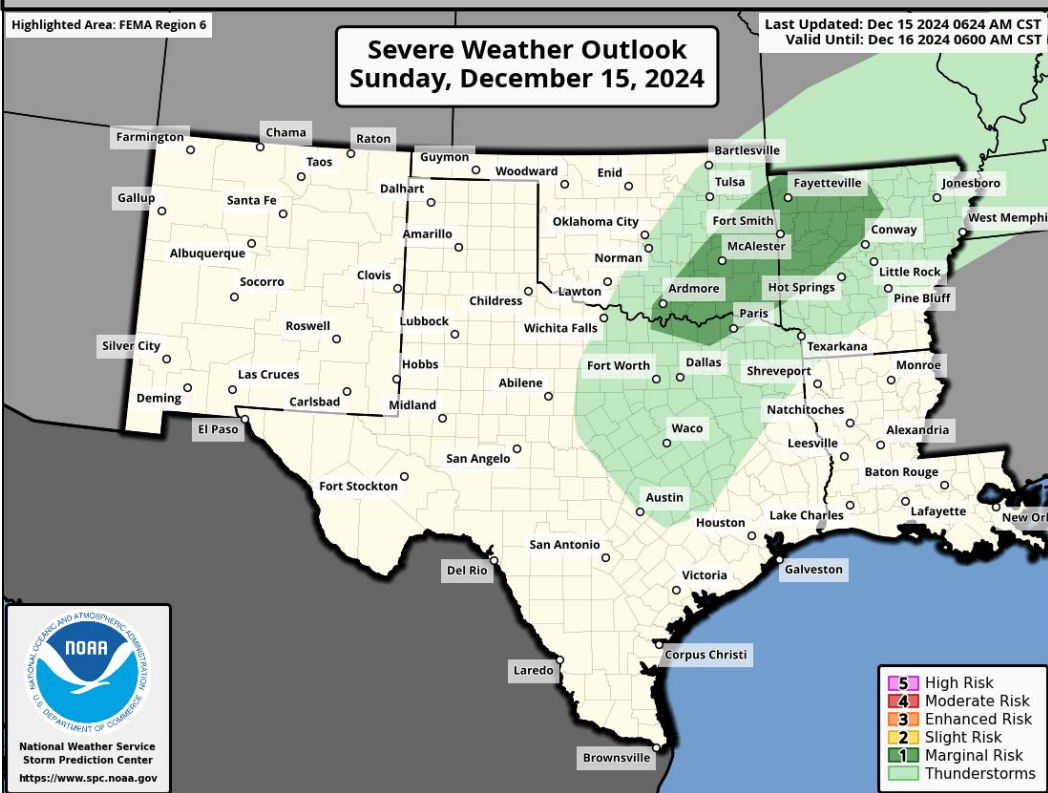 Highlighted Area: FEMA Region 6
Severe Weather Outlook
Sunday, December 15, 2024
Last Updated: Dec 15 2024 0624 AM CST
Valid Until: Dec 16 2024 0600 AM CST
Farmington
Chama
Raton
Taos
Guymon
Woodward
Enid
Bartlesville
Tulsa
Fayetteville
Jonesboro
Gallup
Santa Fe
Dalhart
Oklahoma City
Fort Smith
West Memphi
Albuquerque
Amarillo
Norman
McAlester
Conway
Socorro
Clovis
Childress
Lawton
Ardmore
Hot Springs
Little Rock
Pine Bluff
Roswell
Lubbock
Wichita Falls
Paris
Texarkana
Silver City
Las Cruces
Hobbs
Fort Worth
Dallas
Shreveport
Monroe
Deming
Carlsbad
Midland
Abilene
Natchitoches
El Paso
Waco
Leesville
Alexandria
San Angelo
Fort Stockton
Baton Rouge
Austin
Houston
Lake Charles
Lafayette
New Orl
San Antonio
Del Rio
Victoria
Galveston
Laredo
Corpus Christi
Brownsville
NATIONAL OCEANIC AND ATMOSPHERIC ADMINISTRATION
NOAA
U.S. DEPARTMENT OF COMMERCE
National Weather Service
Storm Prediction Center
https://www.spc.noaa.gov
5 High Risk
4 Moderate Risk
3 Enhanced Risk
2 Slight Risk
1 Marginal Risk
Thunderstorms